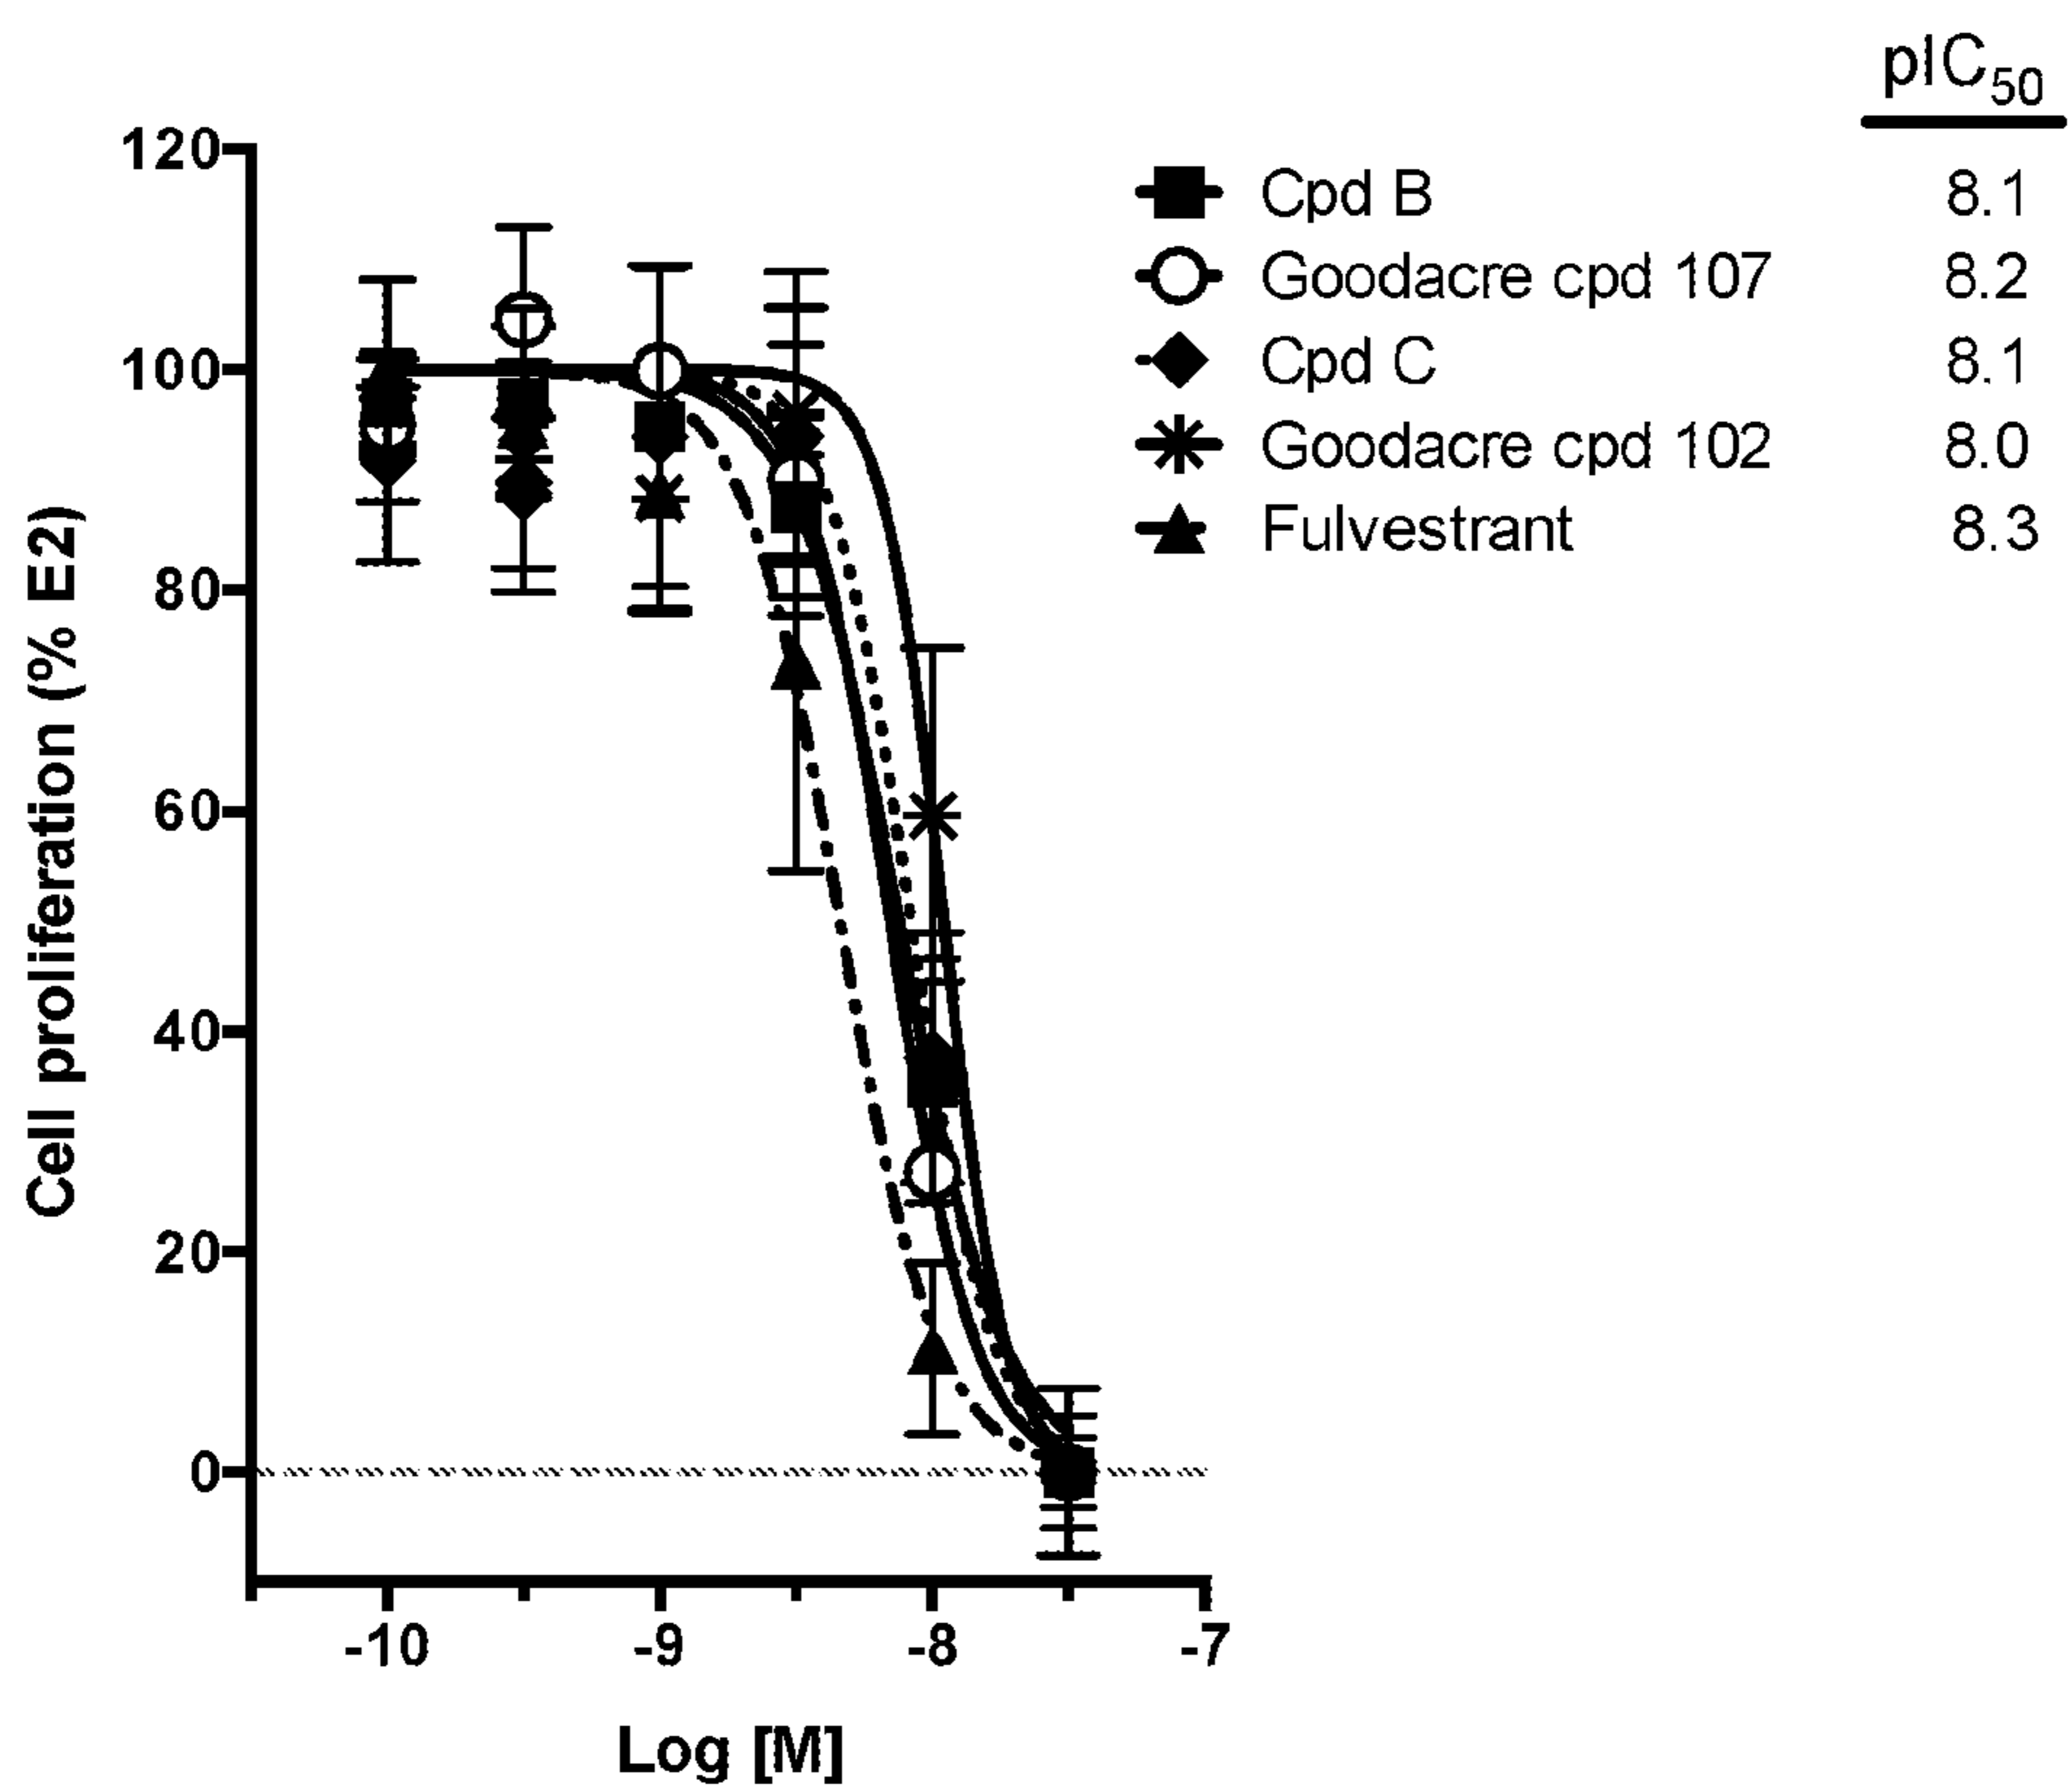 pIC50
Cpd B 8.1
Goodacre cpd 107 8.2
Cpd C 8.1
Goodacre cpd 102 8.0
Fulvestrant 8.3
Cell proliferation (% E2)
120
100
80
60
40
20
0
-10 -9 -8 -7
Log [M]